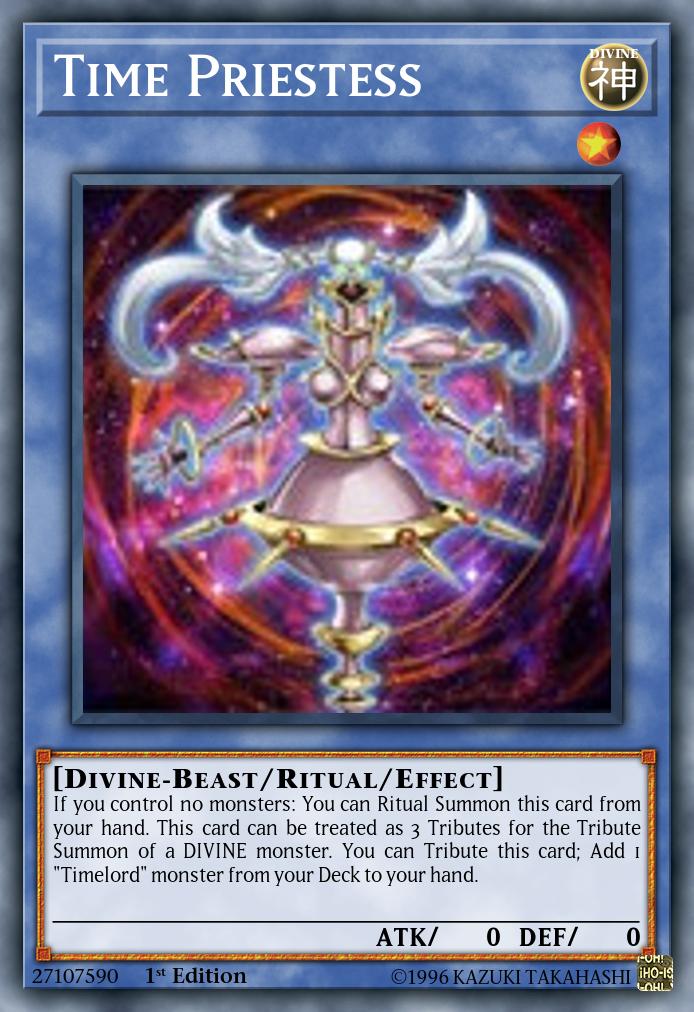 TIME PRIESTESS
DIVINE
神
[DIVINE-BEAST/RITUAL/EFFECT]
If you control no monsters: You can Ritual Summon this card from
your hand. This card can be treated as 3 Tributes for the Tribute
Summon of a DIVINE monster. You can Tribute this card; Add 1
"Timelord" monster from your Deck to your hand.
ATK/ 0 DEF/ 0
27107590 1st Edition ©1996 KAZUKI TAKAHASHI